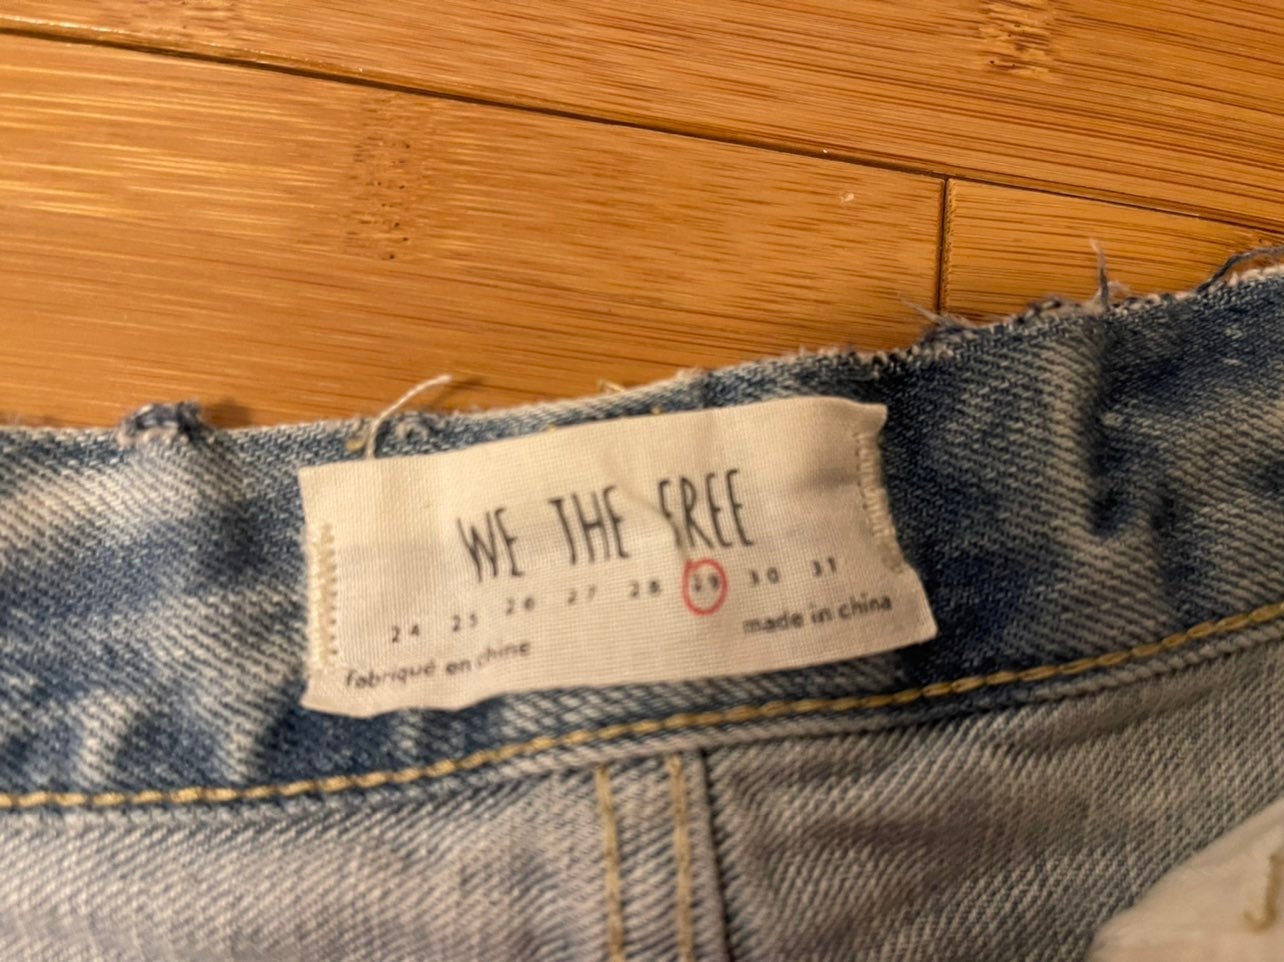 WE THE FREE
24 25 26 27 28 29 30 31
fabriqué en chine
made in china